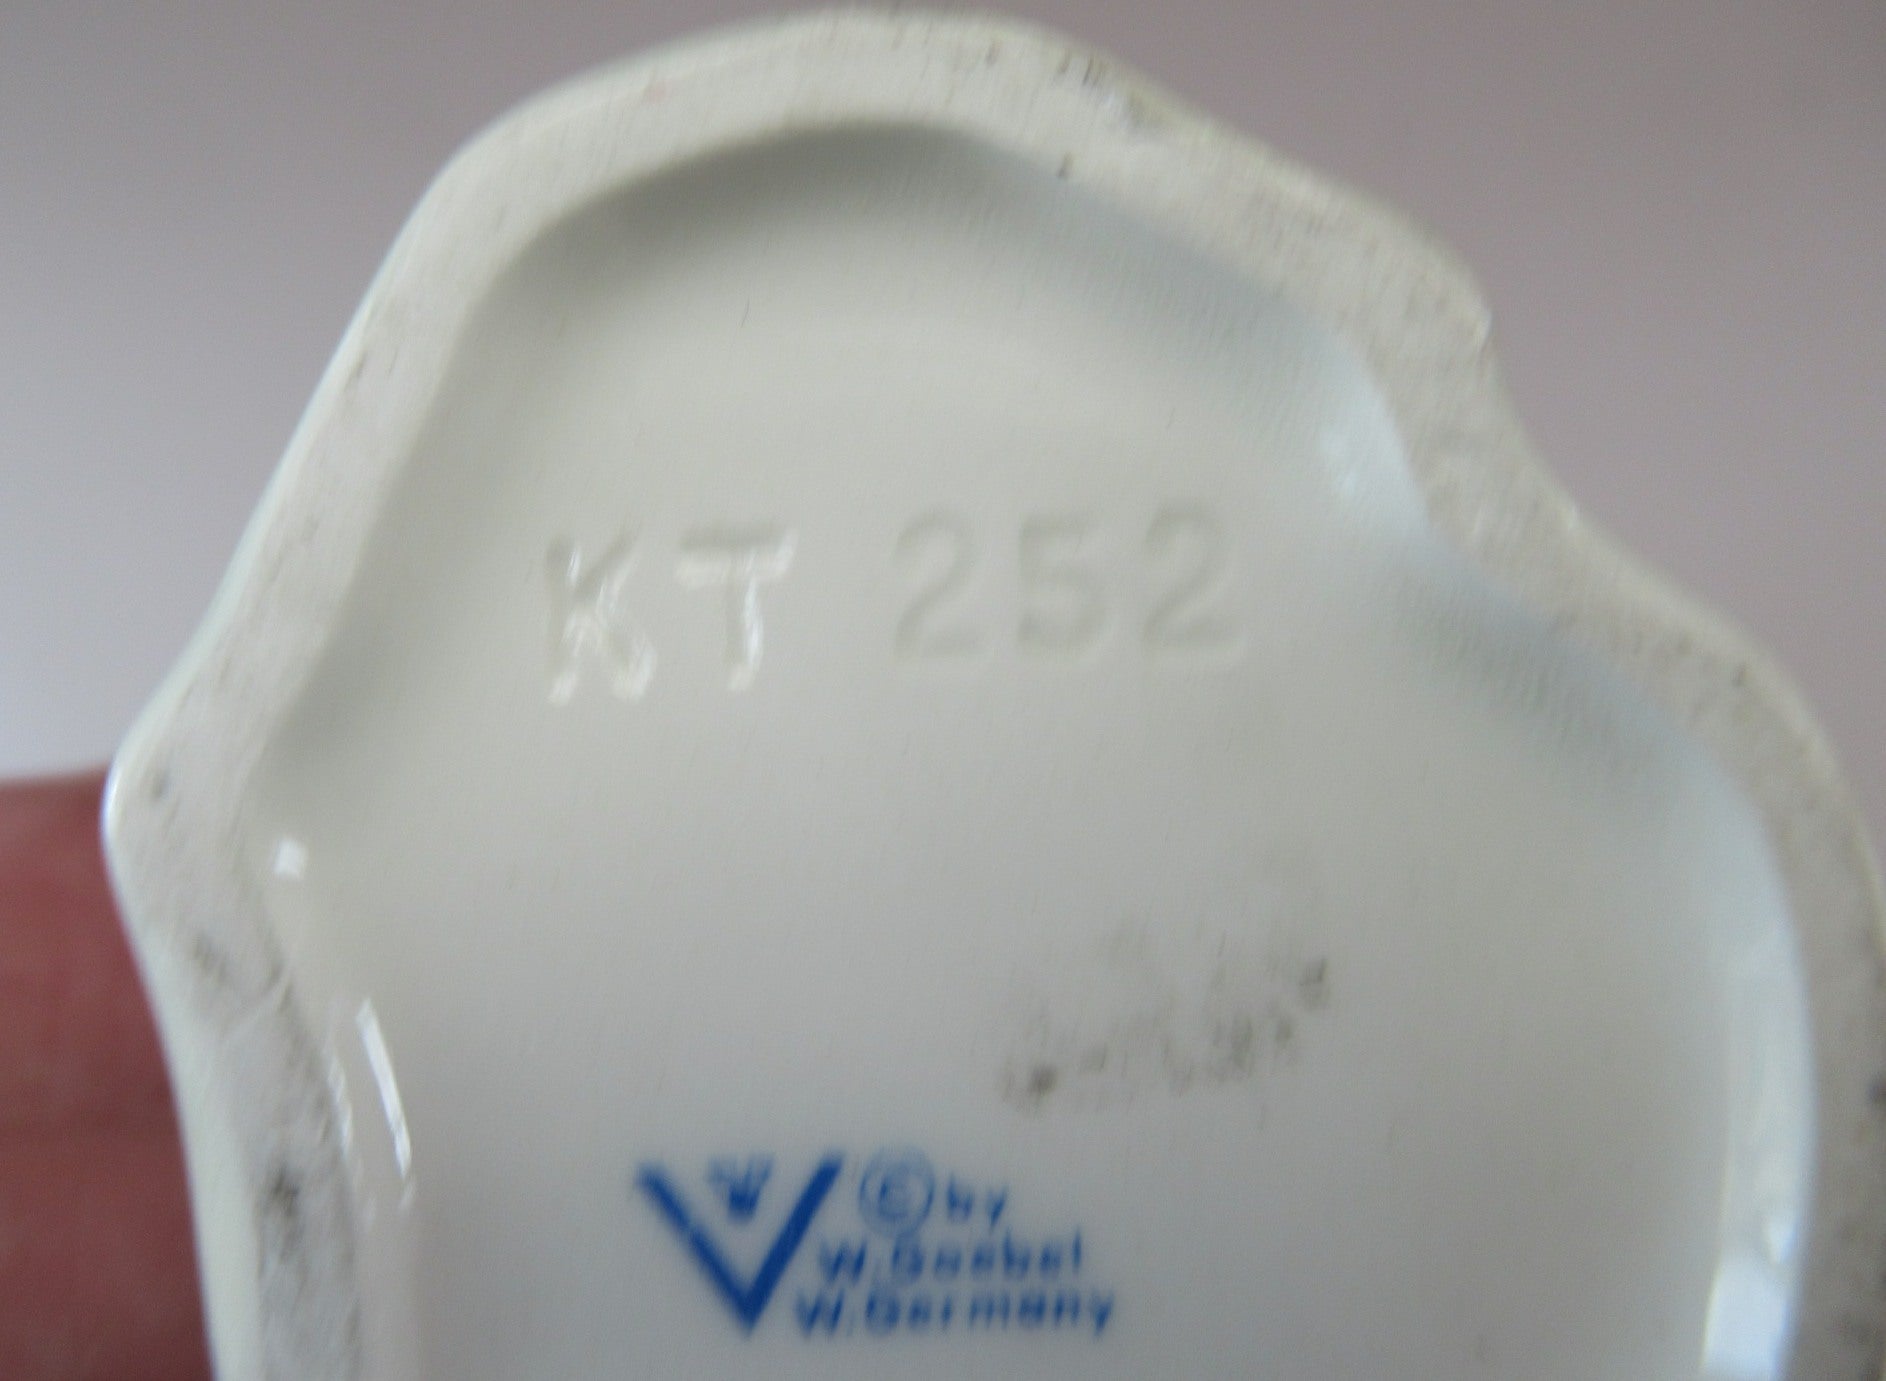 KT 252
© by
W. Goebel
W. Germany